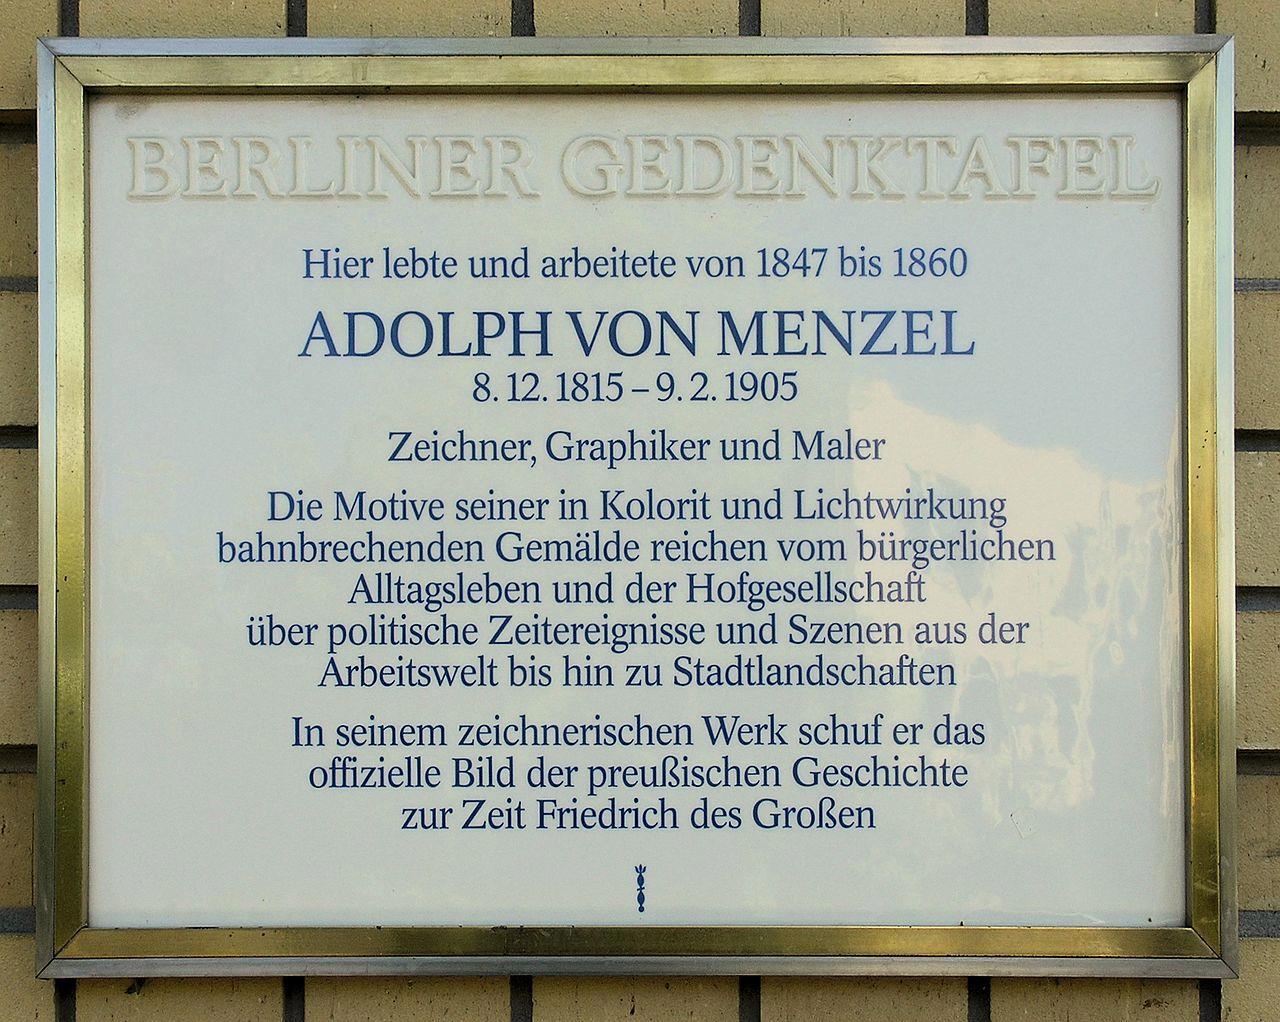 BERLINER GEDENKTAFEL
Hier lebte und arbeitete von 1847 bis 1860
ADOLPH VON MENZEL
8. 12. 1815 – 9. 2. 1905
Zeichner, Graphiker und Maler
Die Motive seiner in Kolorit und Lichtwirkung
bahnbrechenden Gemälde reichen vom bürgerlichen
Alltagsleben und der Hofgesellschaft
über politische Zeitereignisse und Szenen aus der
Arbeitswelt bis hin zu Stadtlandschaften
In seinem zeichnerischen Werk schuf er das
offizielle Bild der preußischen Geschichte
zur Zeit Friedrich des Großen